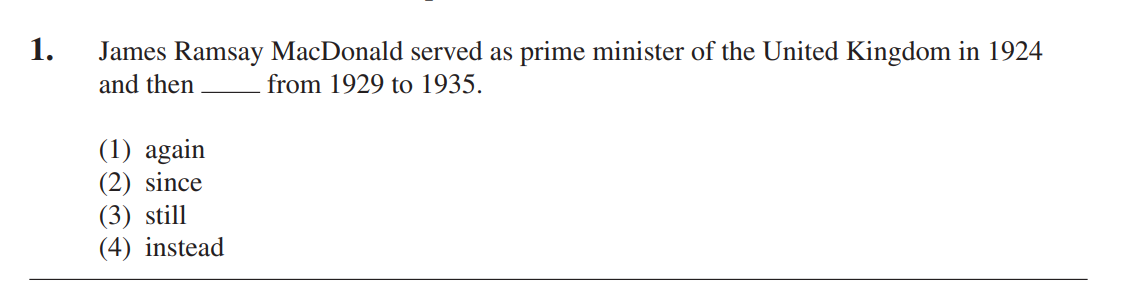 1. James Ramsay MacDonald served as prime minister of the United Kingdom in 1924
and then ____ from 1929 to 1935.
(1) again
(2) since
(3) still
(4) instead